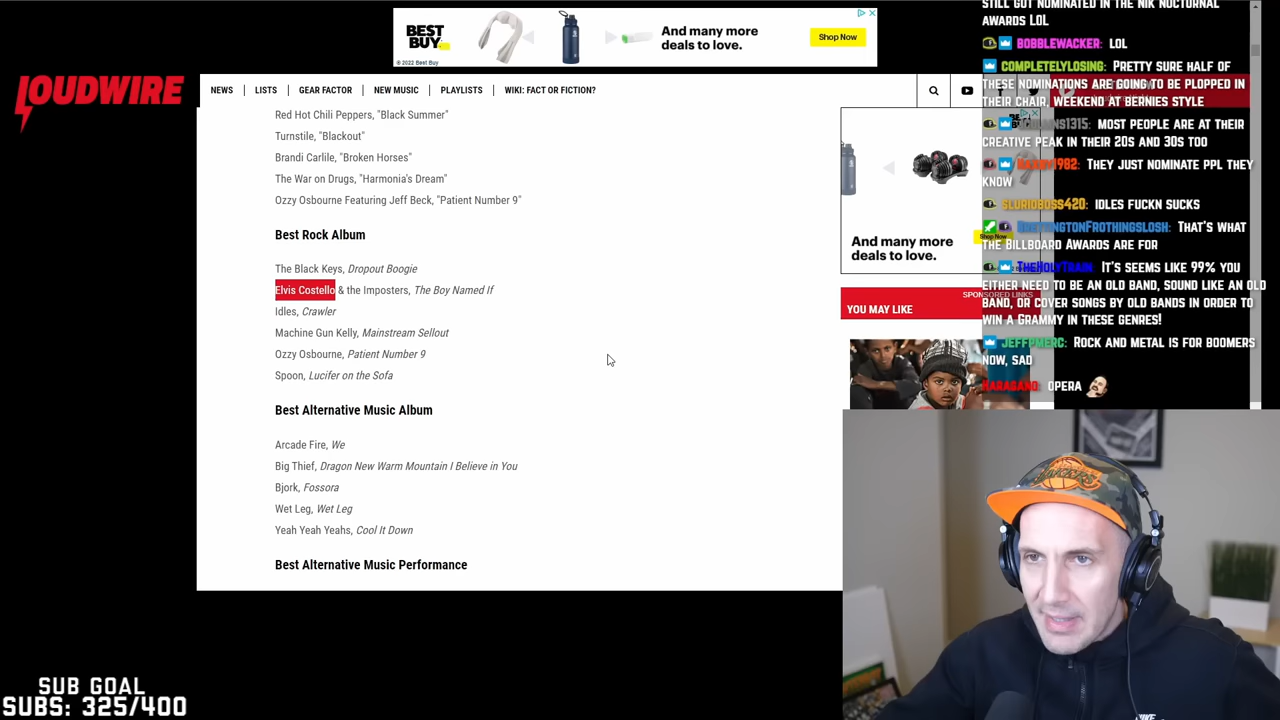 BEST
BUY
© 2022 Best Buy
And many more
deals to love.
Shop Now
LOUDWIRE
NEWS
LISTS
GEAR FACTOR
NEW MUSIC
PLAYLISTS
WIKI: FACT OR FICTION?
Red Hot Chili Peppers, "Black Summer"
Turnstile, "Blackout"
Brandi Carlile, "Broken Horses"
The War on Drugs, "Harmonia's Dream"
Ozzy Osbourne Featuring Jeff Beck, "Patient Number 9"
Best Rock Album
The Black Keys, Dropout Boogie
Elvis Costello & the Imposters, The Boy Named If
Idles, Crawler
Machine Gun Kelly, Mainstream Sellout
Ozzy Osbourne, Patient Number 9
Spoon, Lucifer on the Sofa
Best Alternative Music Album
Arcade Fire, We
Big Thief, Dragon New Warm Mountain I Believe in You
Bjork, Fossora
Wet Leg, Wet Leg
Yeah Yeah Yeahs, Cool It Down
Best Alternative Music Performance
And many more
deals to love.
SPONSORED LINKS
YOU MAY LIKE
STILL GOT NOMINATED IN THE NIK NOCTURNAL
AWARDS LOL
BOBBLEWACKER: LOL
COMPLETELYLOSING: PRETTY SURE HALF OF
THESE NOMINATIONS ARE GOING TO BE PLOPPED IN
THEIR CHAIR, WEEKEND AT BERNIES STYLE
MOST PEOPLE ARE AT THEIR
CREATIVE PEAK IN THEIR 20S AND 30S TOO
THEY JUST NOMINATE PPL THEY
KNOW
SLURIOBOSS420: IDLES FUCKN SUCKS
THAT'S WHAT
THE BILLBOARD AWARDS ARE FOR
THEHOLYTRAIN: IT'S SEEMS LIKE 99% YOU
EITHER NEED TO BE AN OLD BAND, SOUND LIKE AN OLD
BAND, OR COVER SONGS BY OLD BANDS IN ORDER TO
WIN A GRAMMY IN THESE GENRES!
JEFFPMERC: ROCK AND METAL IS FOR BOOMERS
NOW, SAD
OPERA
LAKERS
SUB GOAL
SUBS: 325/400